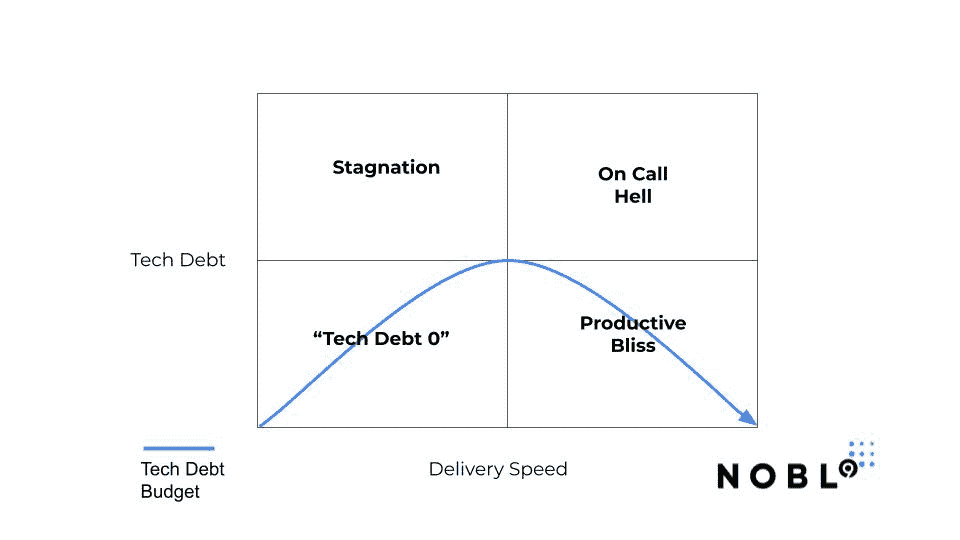 Stagnation
On Call
Hell
Tech Debt
“Tech Debt 0”
Productive
Bliss
Tech Debt
Budget
Delivery Speed
NOBL9